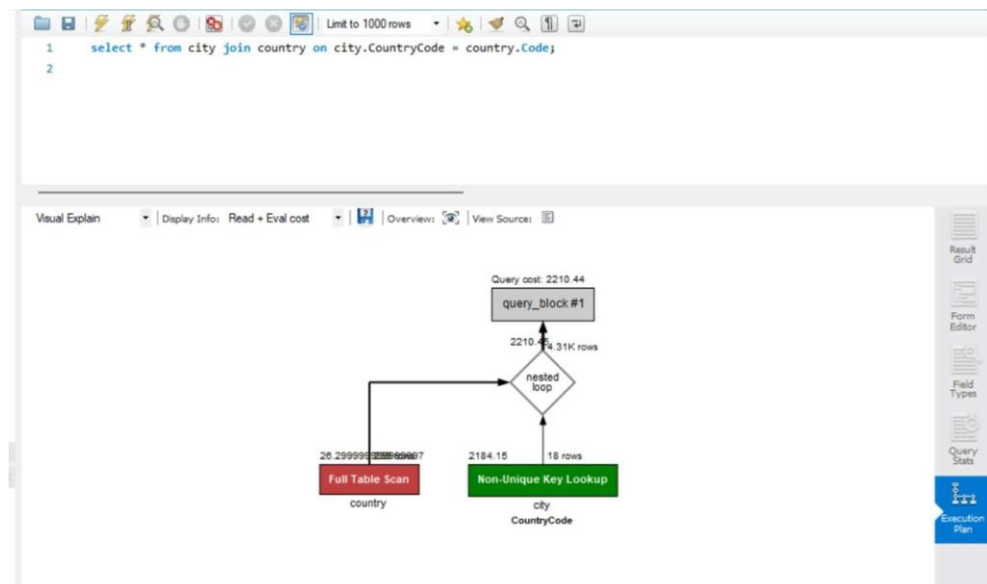 Limit to 1000 rows
1 select * from city join country on city.CountryCode = country.Code;
2
Visual Explain Display Info: Read + Eval cost Overview: View Source:
Result
Grid
Form
Editor
Field
Types
Query
Stats
Execution
Plan
Query cost: 2210.44
query_block #1
2210.45 4.31K rows
nested
loop
2184.15 18 rows
Full Table Scan Non-Unique Key Lookup
country city
CountryCode